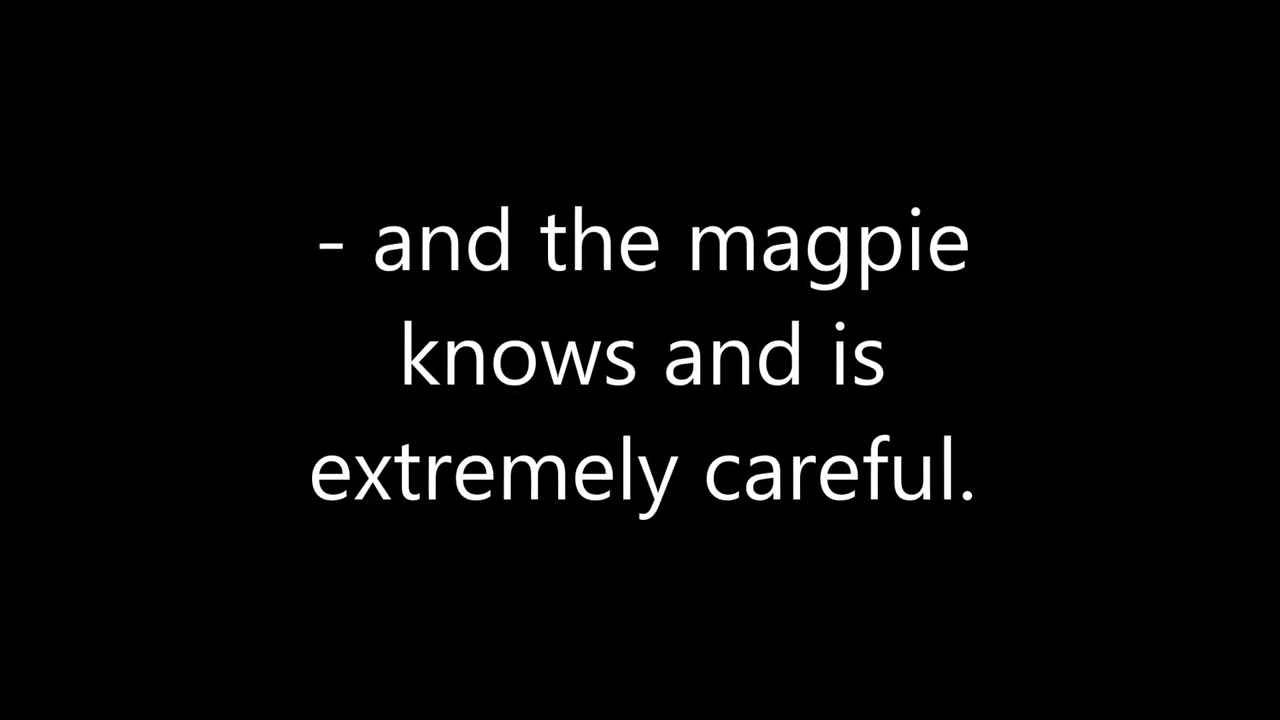 - and the magpie
knows and is
extremely careful.